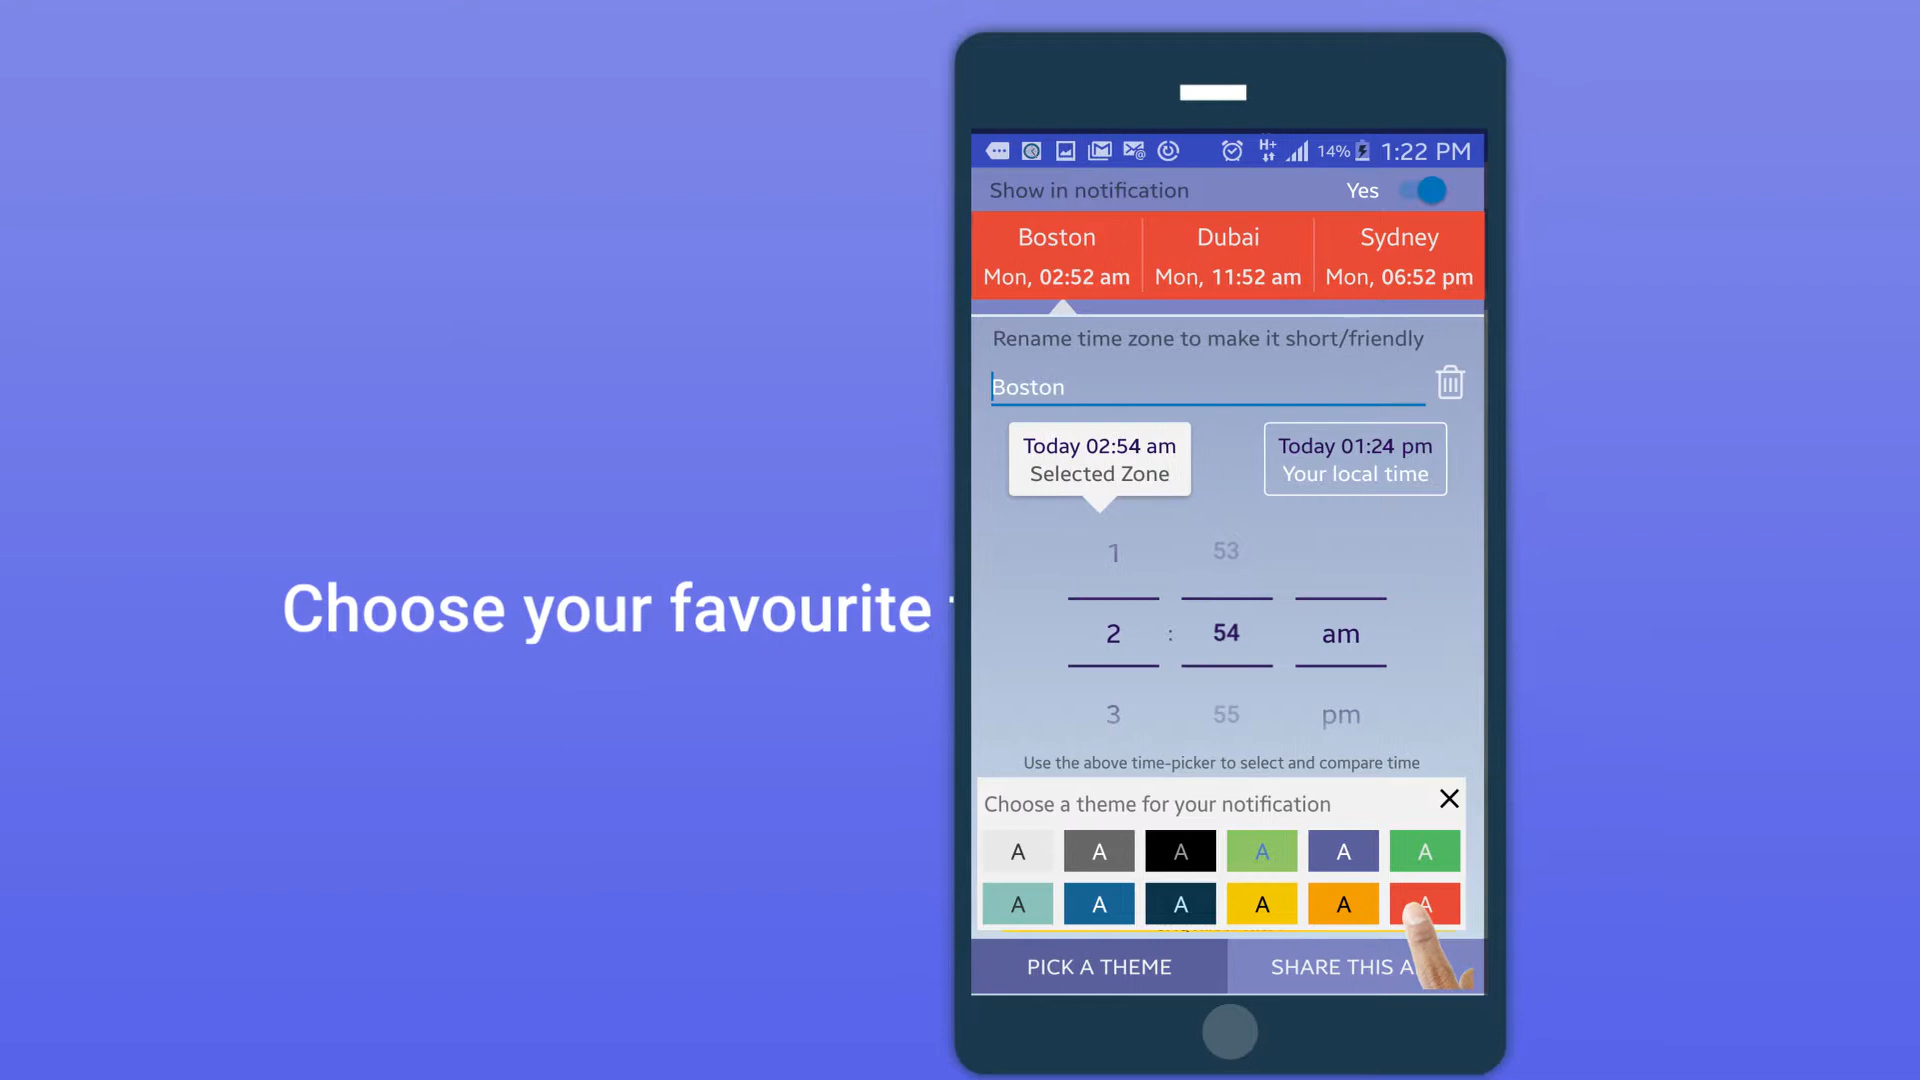 Choose your favourite
H+ 14% 1:22 PM
Show in notification Yes
Boston Dubai Sydney
Mon, 02:52 am Mon, 11:52 am Mon, 06:52 pm
Rename time zone to make it short/friendly
Boston
Today 02:54 am Today 01:24 pm
Selected Zone Your local time
1 53
2 : 54 am
3 55 pm
Use the above time-picker to select and compare time
Choose a theme for your notification
A A A A A A
A A A A A A
PICK A THEME SHARE THIS A